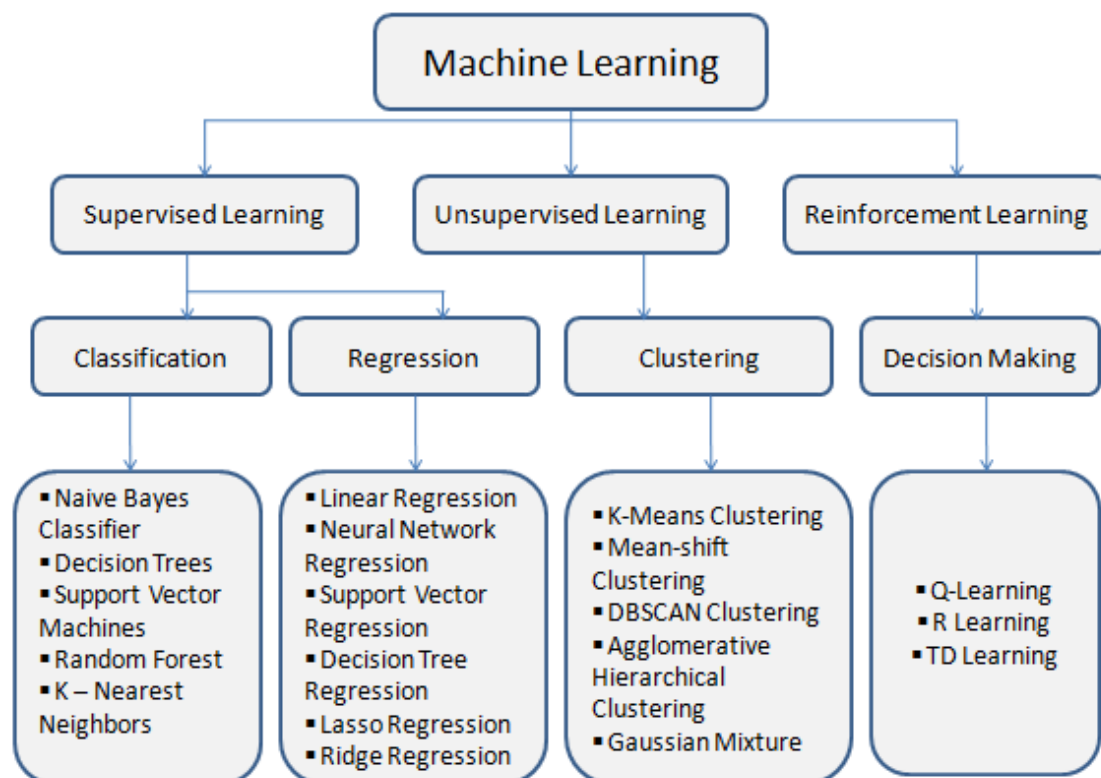 Machine Learning
Supervised Learning
Unsupervised Learning
Reinforcement Learning
Classification
Regression
Clustering
Decision Making
▪ Naive Bayes
Classifier
▪ Decision Trees
▪ Support Vector
Machines
▪ Random Forest
▪ K – Nearest
Neighbors
▪ Linear Regression
▪ Neural Network
Regression
▪ Support Vector
Regression
▪ Decision Tree
Regression
▪ Lasso Regression
▪ Ridge Regression
▪ K-Means Clustering
▪ Mean-shift
Clustering
▪ DBSCAN Clustering
▪ Agglomerative
Hierarchical
Clustering
▪ Gaussian Mixture
▪ Q-Learning
▪ R Learning
▪ TD Learning